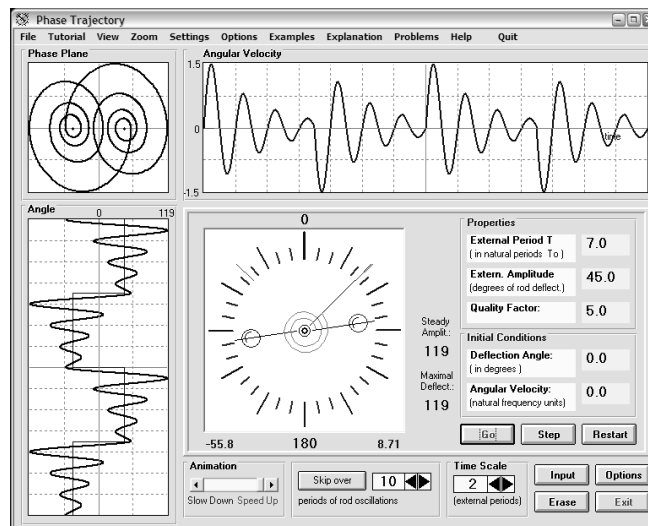 Phase Trajectory
File Tutorial View Zoom Settings Options Examples Explanation Problems Help Quit
Phase Plane
Angular Velocity
1.5
0
-1.5
time
Angle
0
119
0
180
-55.8
8.71
Steady
Amplit.:
119
Maximal
Deflect.:
119
Properties
External Period T
( in natural periods To )
7.0
Extern. Amplitude
(degrees of rod deflect.)
45.0
Quality Factor:
5.0
Initial Conditions
Deflection Angle:
( in degrees )
0.0
Angular Velocity:
(natural frequency units)
0.0
Go
Step
Restart
Animation
Slow Down Speed Up
Skip over
10
periods of rod oscillations
Time Scale
2
(external periods)
Input
Options
Erase
Exit